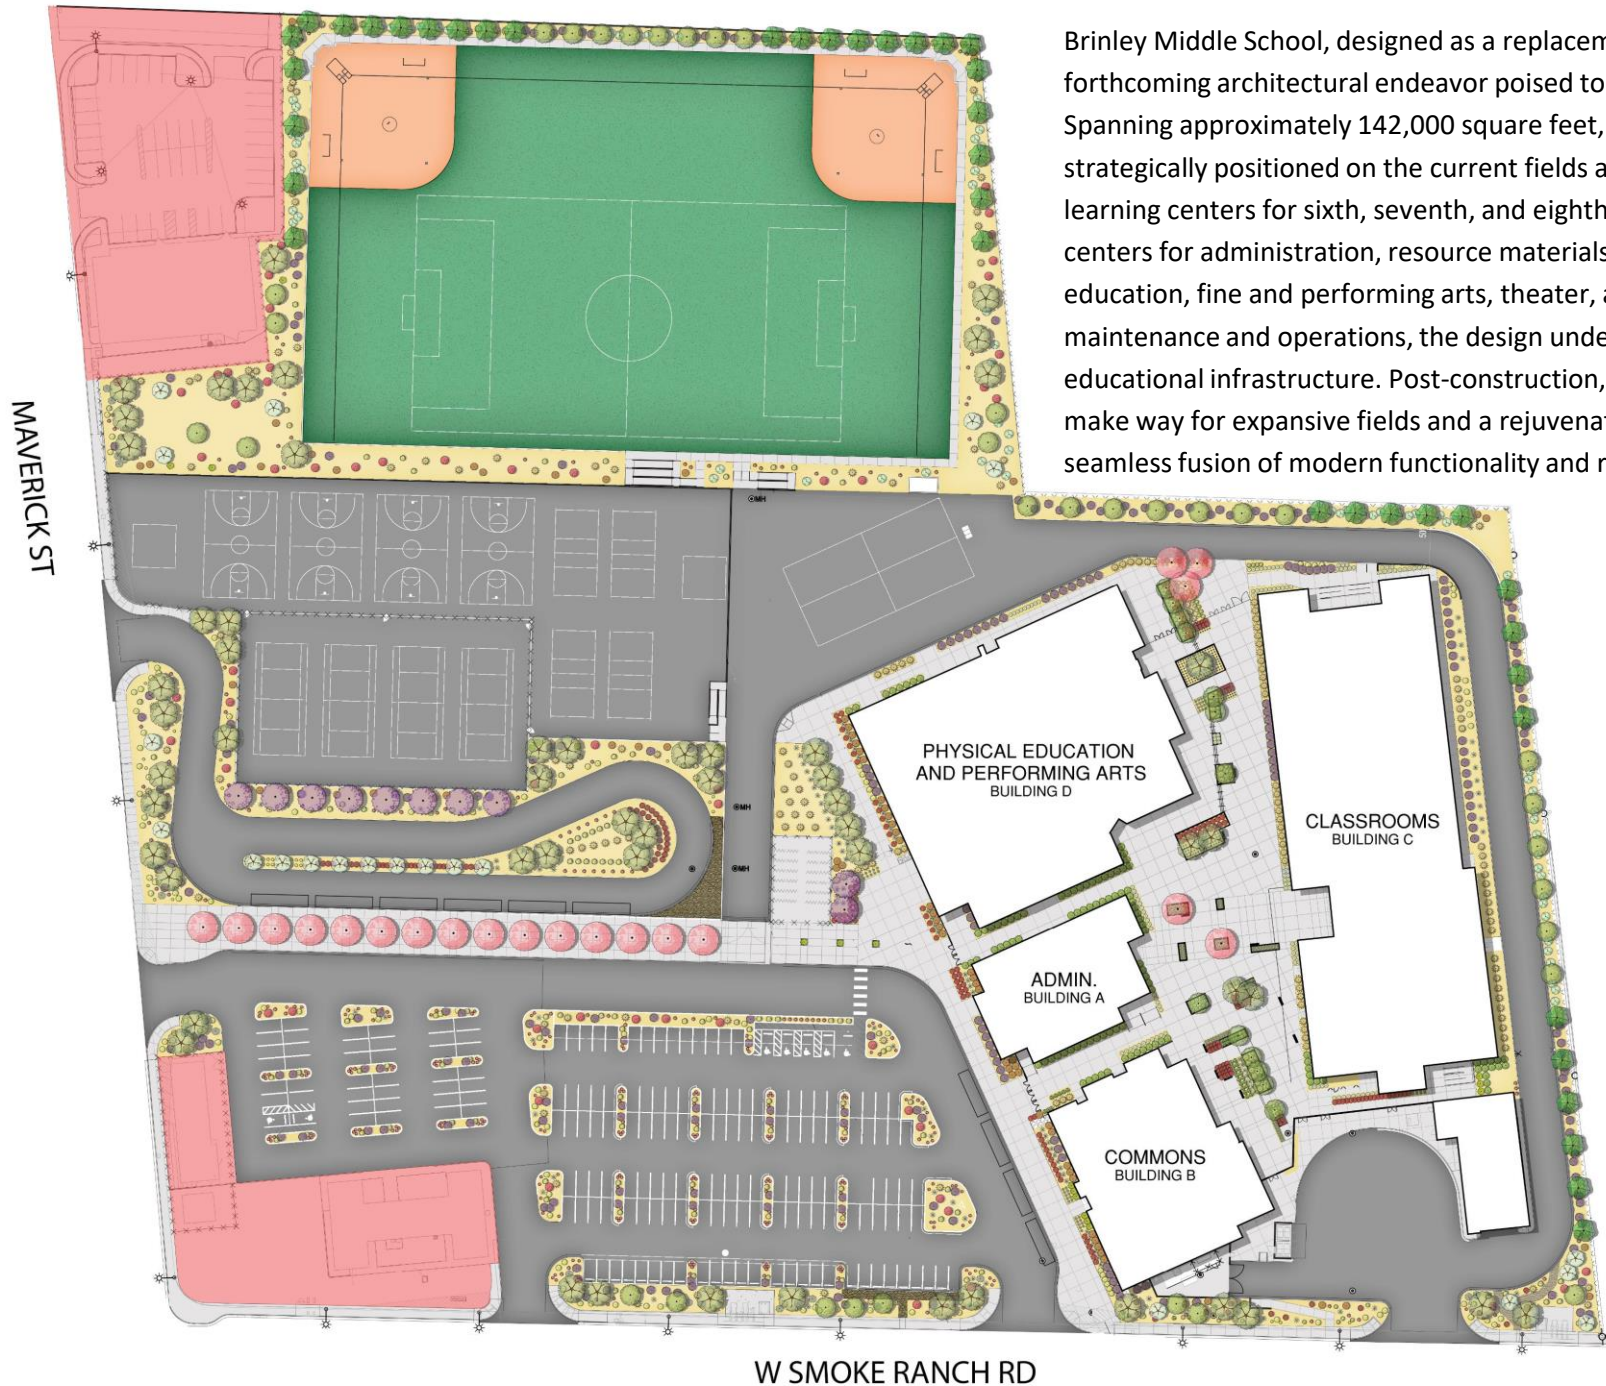 Brinley Middle School, designed as a replacem
forthcoming architectural endeavor poised to
Spanning approximately 142,000 square feet,
strategically positioned on the current fields a
learning centers for sixth, seventh, and eighth
centers for administration, resource materials
education, fine and performing arts, theater, a
maintenance and operations, the design unde
educational infrastructure. Post-construction,
make way for expansive fields and a rejuvenat
seamless fusion of modern functionality and r
MAVERICK ST
MH
PHYSICAL EDUCATION
AND PERFORMING ARTS
BUILDING D
CLASSROOMS
BUILDING C
MH
MH
ADMIN.
BUILDING A
COMMONS
BUILDING B
W SMOKE RANCH RD